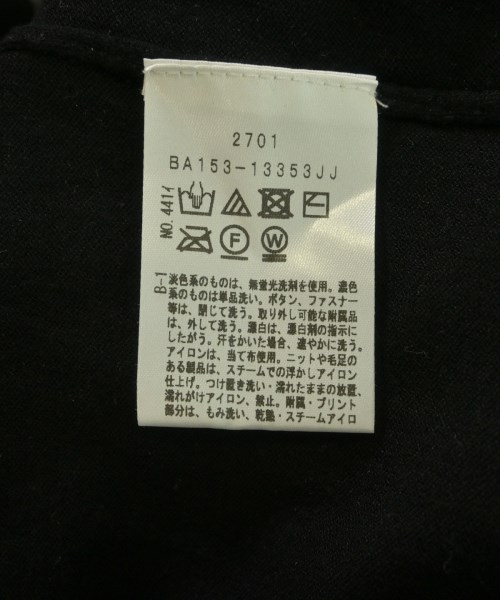 2701
BA153-13353JJ
NO.441イ
F
W
B-1
淡色系のものは、無蛍光洗剤を使用。濃色
系のものは単品洗い。ボタン、ファスナー
等は、閉じて洗う。取り外し可能な附属品
は、外して洗う。漂白は、漂白剤の指示に
したがう。汗をかいた場合、速やかに洗う。
アイロンは、当て布使用。ニットや毛足の
ある製品は、スチームでの浮かしアイロン
仕上げ。つけ置き洗い・濡れたままの放置、
濡れがけアイロン、禁止。附属・プリント
部分は、もみ洗い、乾熱・スチームアイロ